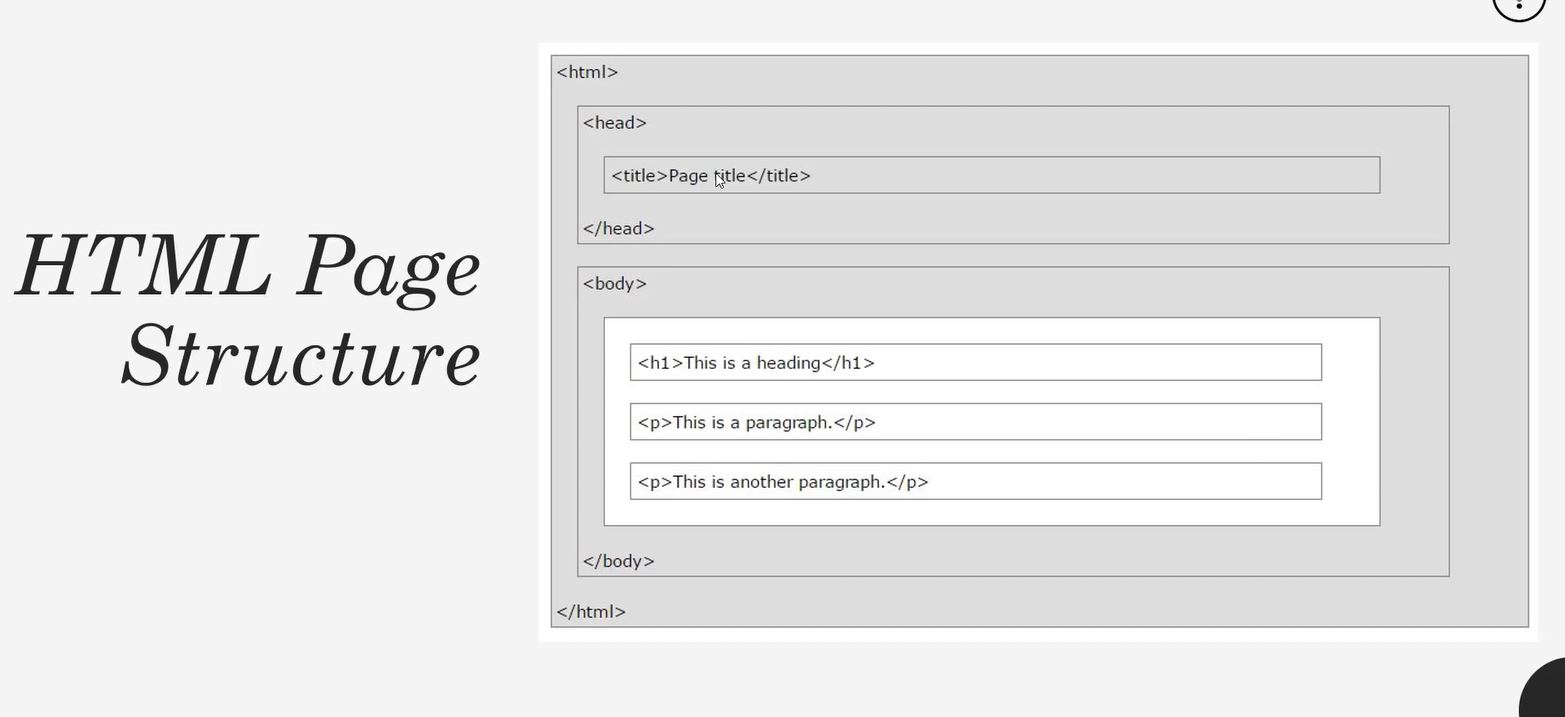 HTML Page
Structure
<html>
<head>
<title>Page title</title>
</head>
<body>
<h1>This is a heading</h1>
<p>This is a paragraph.</p>
<p>This is another paragraph.</p>
</body>
</html>